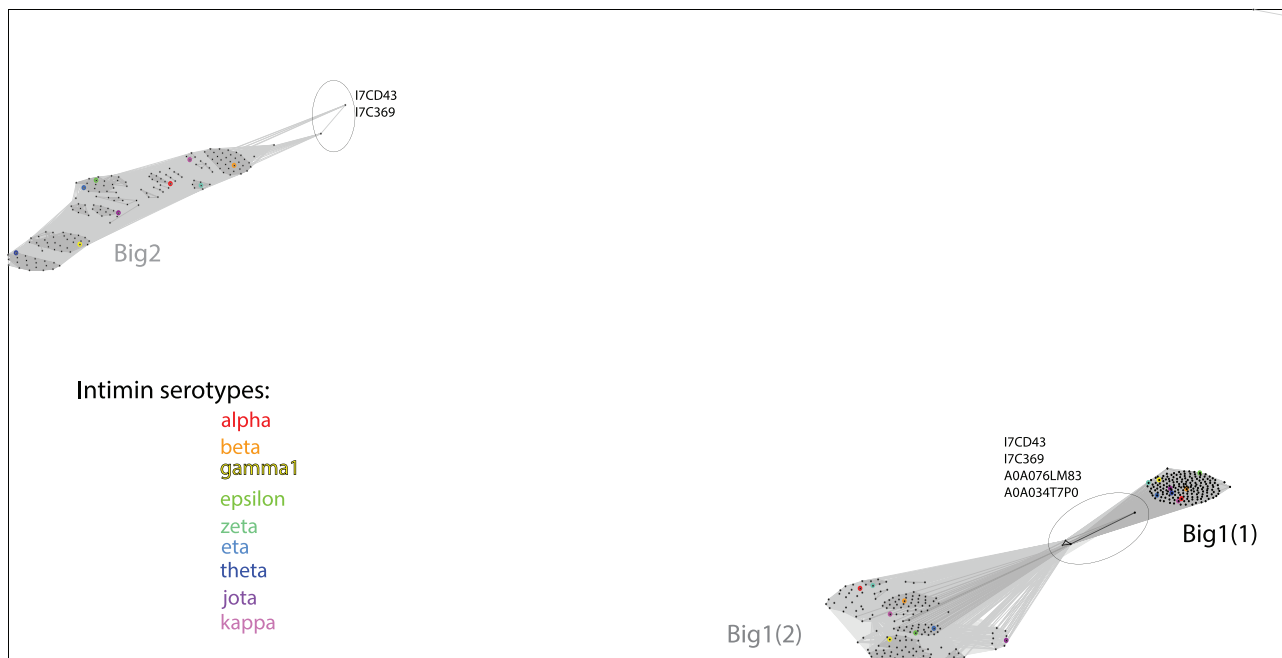 I7CD43
I7C369
Big2
Intimin serotypes:
alpha
beta
gamma1
epsilon
zeta
eta
theta
jota
kappa
I7CD43
I7C369
A0A076LM83
A0A034T7P0
Big1(1)
Big1(2)